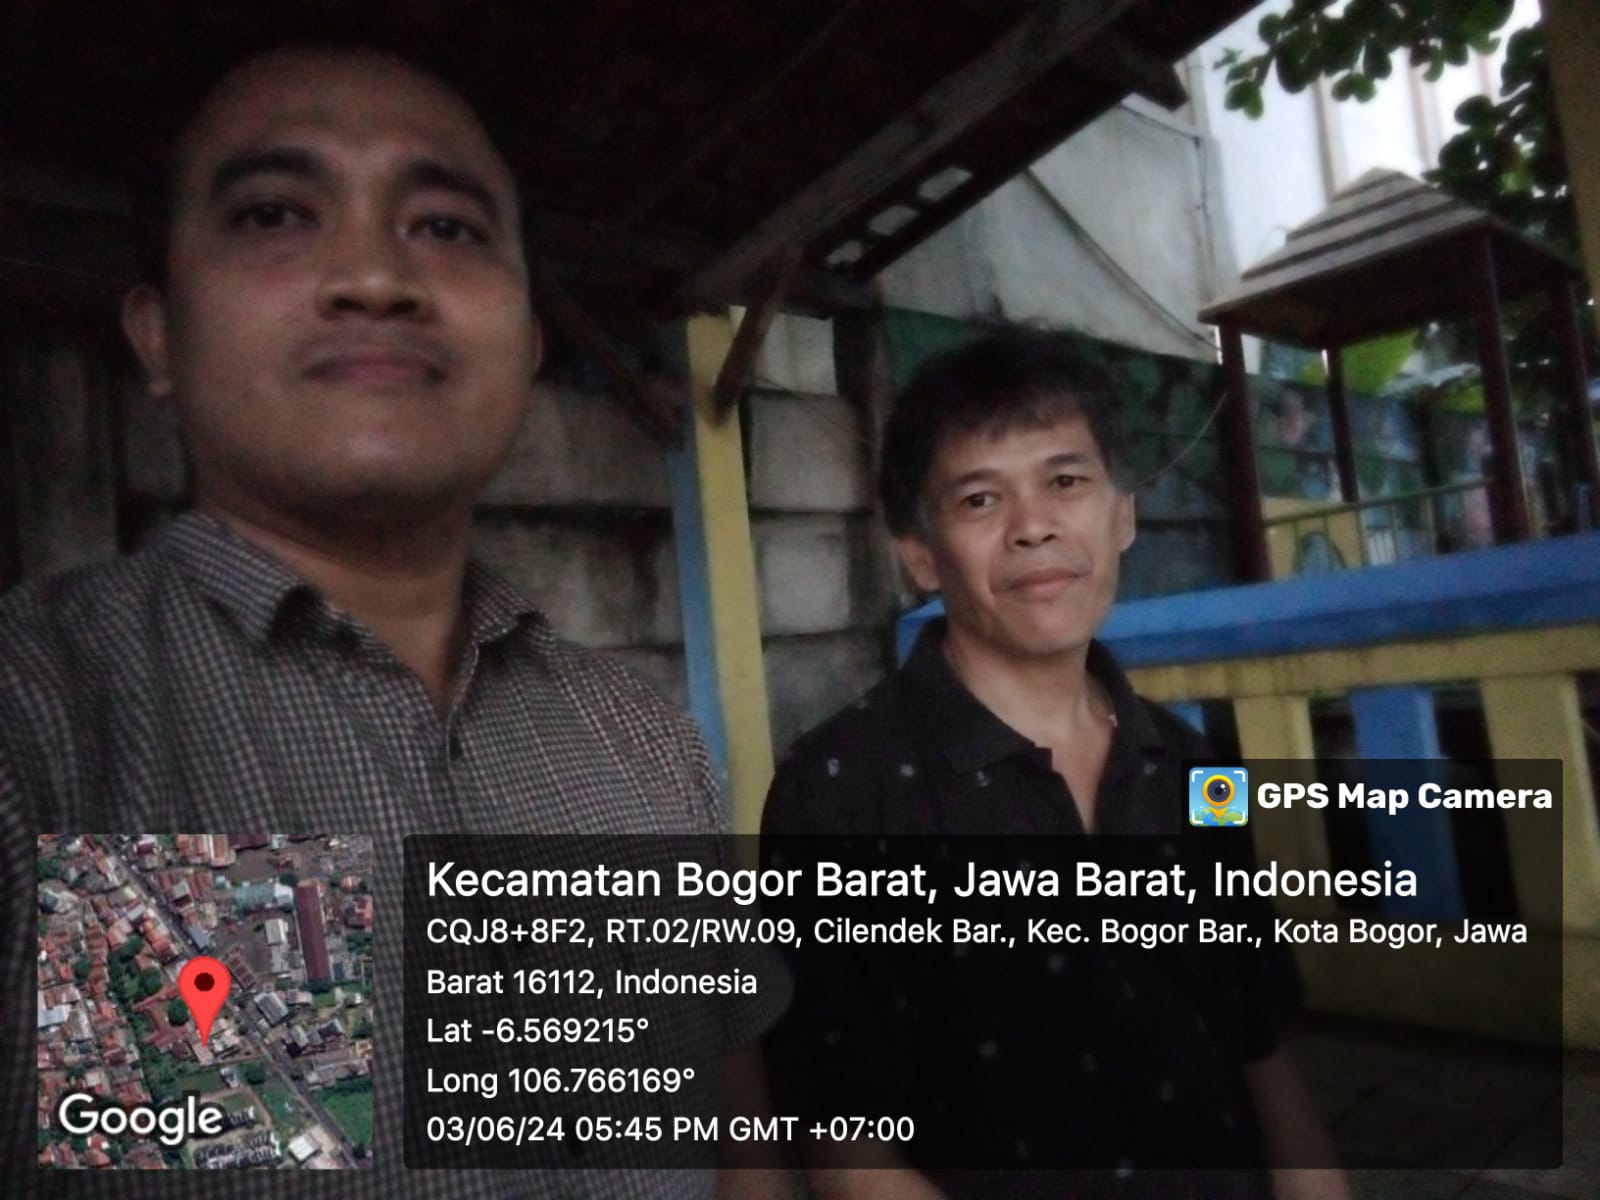 GPS Map Camera
Kecamatan Bogor Barat, Jawa Barat, Indonesia
CQJ8+8F2, RT.02/RW.09, Cilendek Bar., Kec. Bogor Bar., Kota Bogor, Jawa
Barat 16112, Indonesia
Lat -6.569215°
Long 106.766169°
03/06/24 05:45 PM GMT +07:00
Google